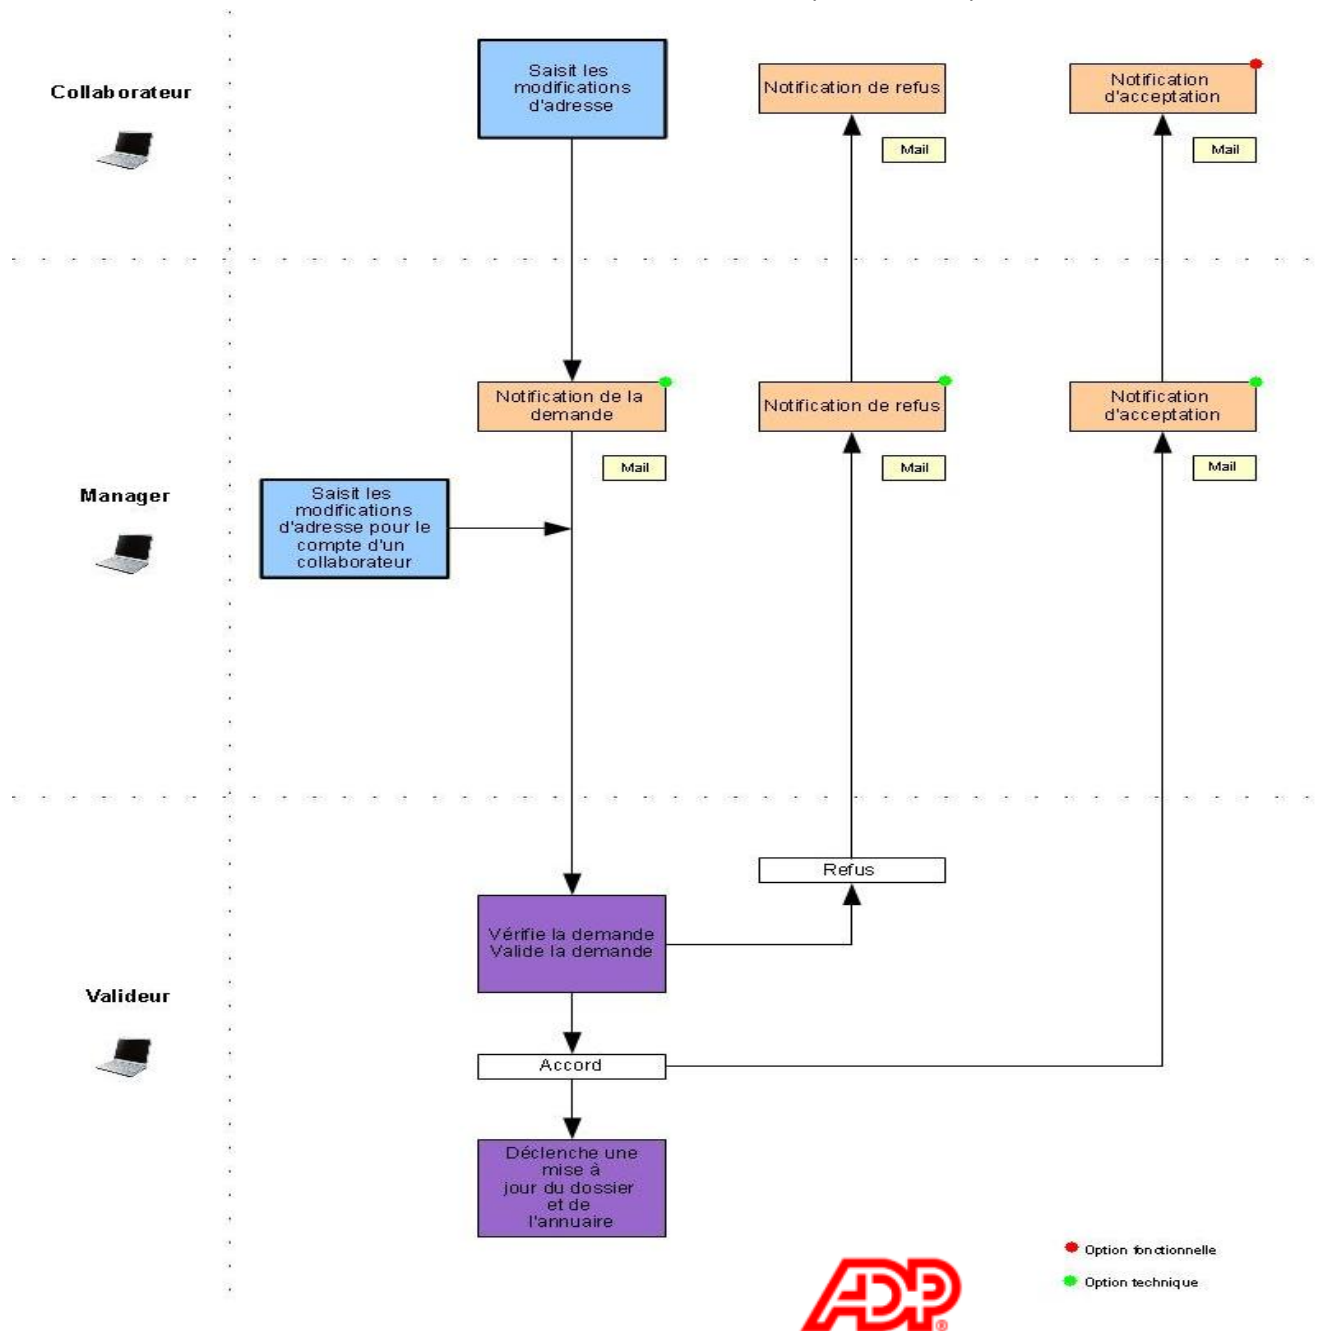 Collaborateur
Saisit les
modifications
d'adresse
Notification de refus
Notification
d'acceptation
Mail
Mail
Notification de la
demande
Notification de refus
Notification
d'acceptation
Mail
Mail
Mail
Manager
Saisit les
modifications
d'adresse pour le
compte d'un
collaborateur
Refus
Vérifie la demande
Valide la demande
Valideur
Accord
Déclenche une
mise à
jour du dossier
et de
l'annuaire
Option fonctionnelle
Option technique
ADP